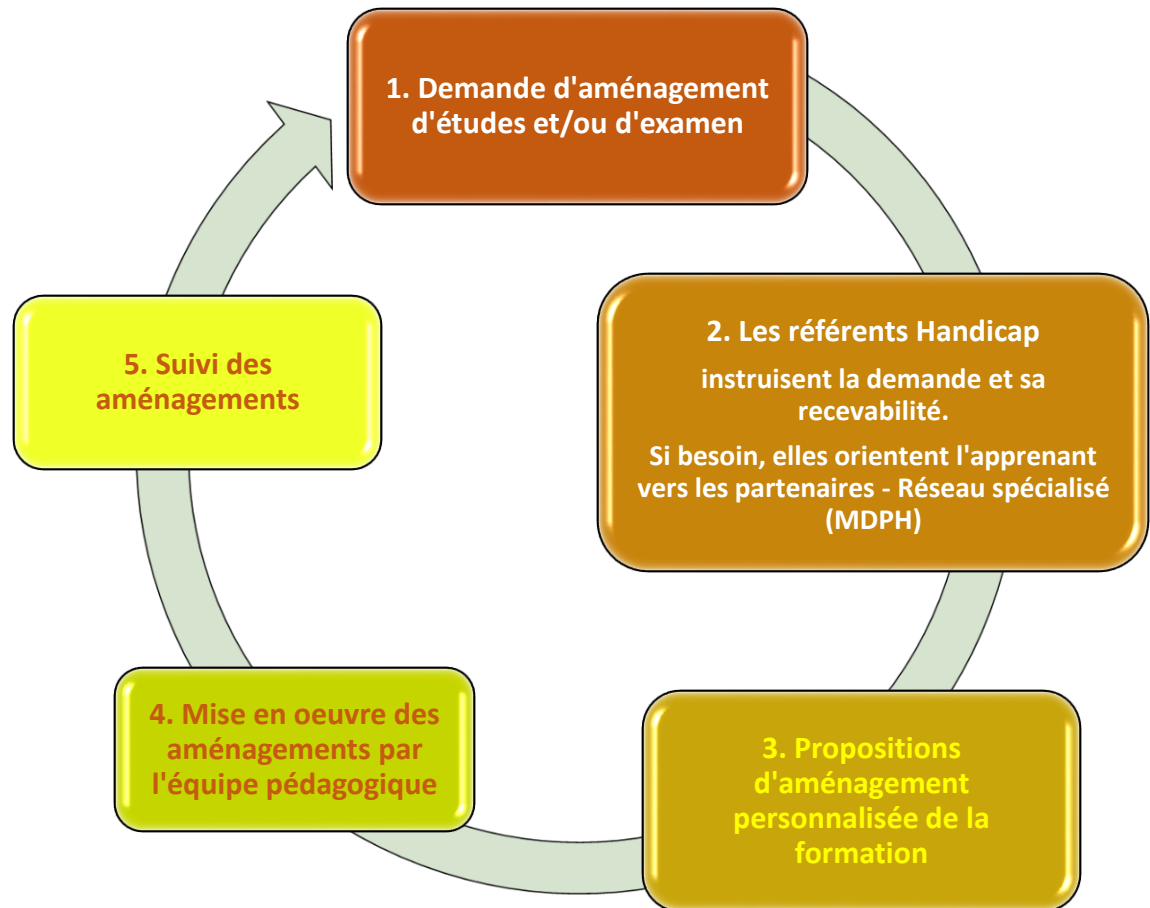 1. Demande d'aménagement
d'études et/ou d'examen
2. Les référents Handicap
instruisent la demande et sa
recevabilité.
Si besoin, elles orientent l'apprenant
vers les partenaires - Réseau spécialisé
(MDPH)
3. Propositions
d'aménagement
personnalisée de la
formation
4. Mise en oeuvre des
aménagements par
l'équipe pédagogique
5. Suivi des
aménagements